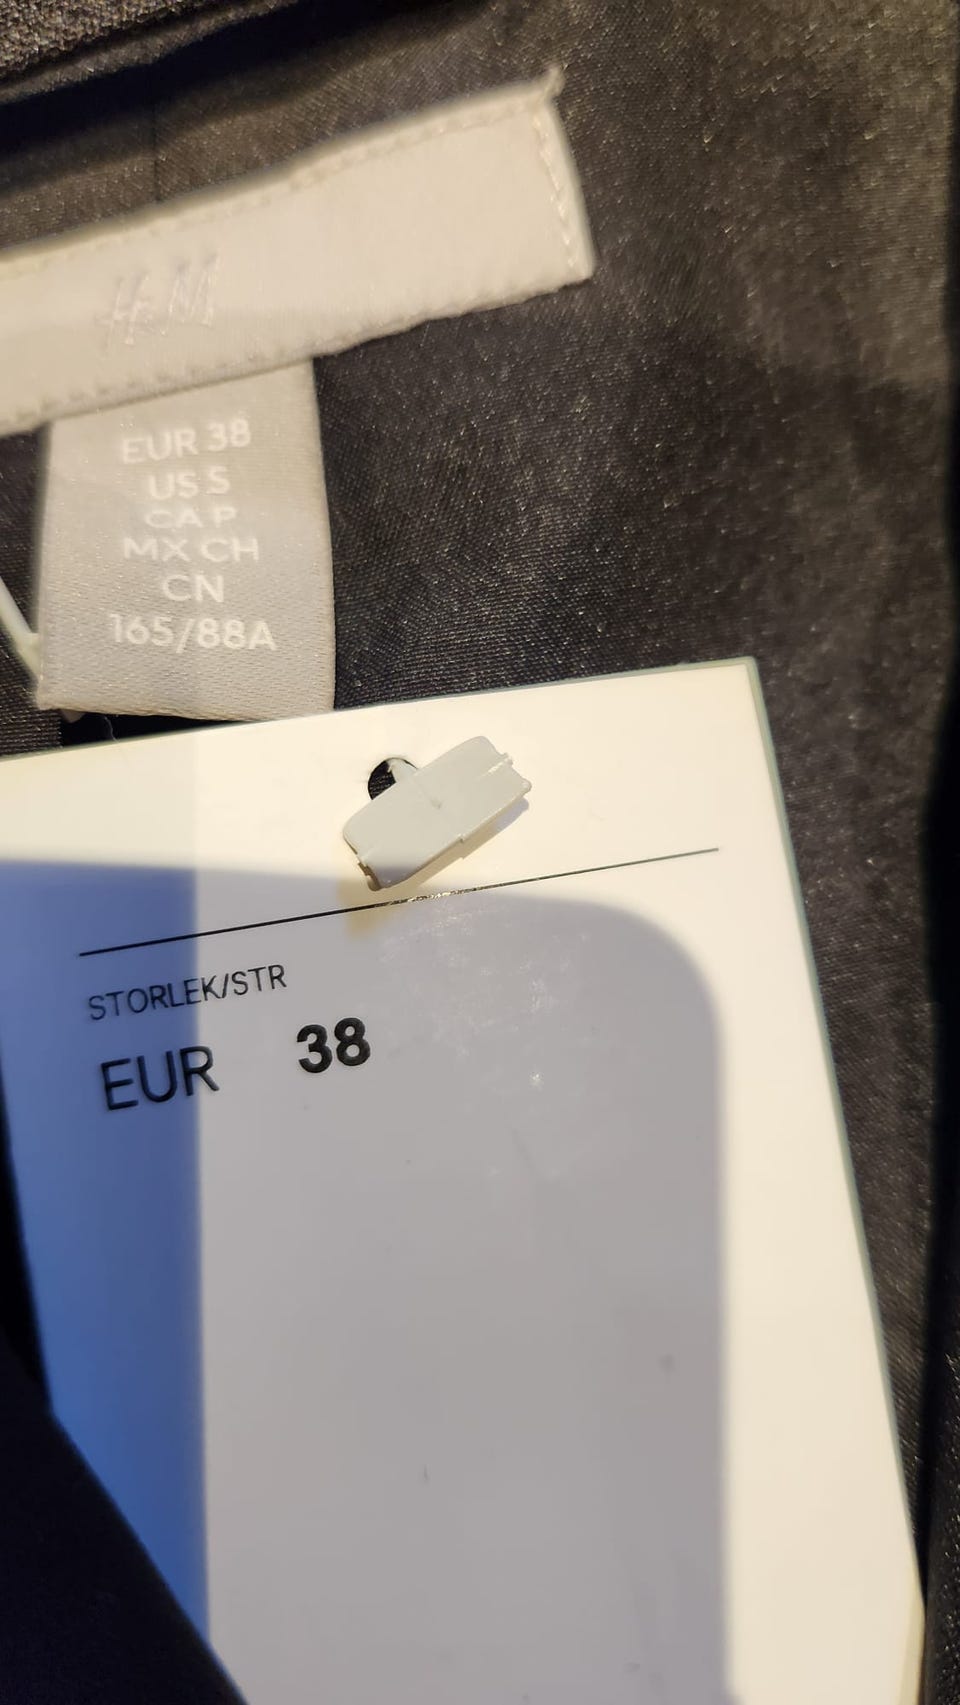 H&M
EUR 38
US S
CA P
MX CH
CN
165/88A
STORLEK/STR
EUR 38